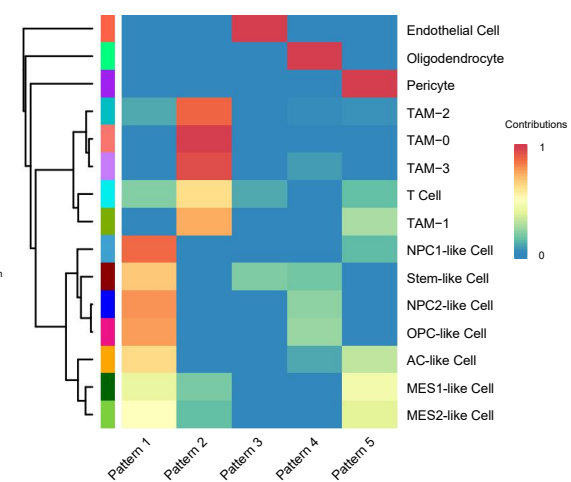 Endothelial Cell
Oligodendrocyte
Pericyte
TAM−2
TAM−0
TAM−3
T Cell
TAM−1
NPC1-like Cell
Stem-like Cell
NPC2-like Cell
OPC-like Cell
AC-like Cell
MES1-like Cell
MES2-like Cell
Contributions
1
0
Pattern 1
Pattern 2
Pattern 3
Pattern 4
Pattern 5